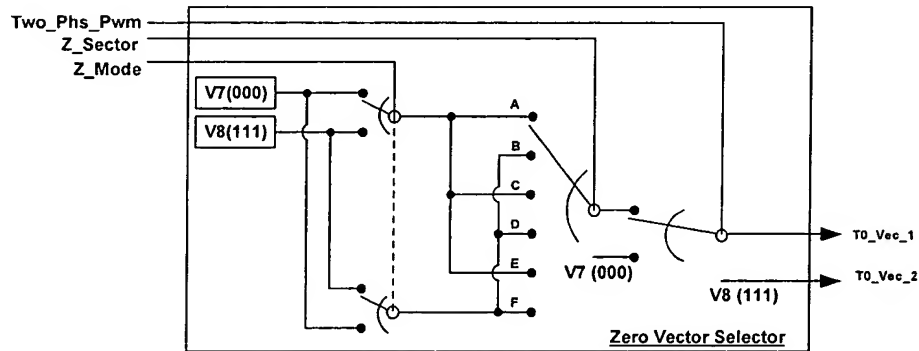 Two_Phs_Pwm
Z_Sector
Z_Mode
V7(000)
V8(111)
A
B
C
D
E
F
V7 (000)
T0_Vec_1
T0_Vec_2
V8 (111)
Zero Vector Selector